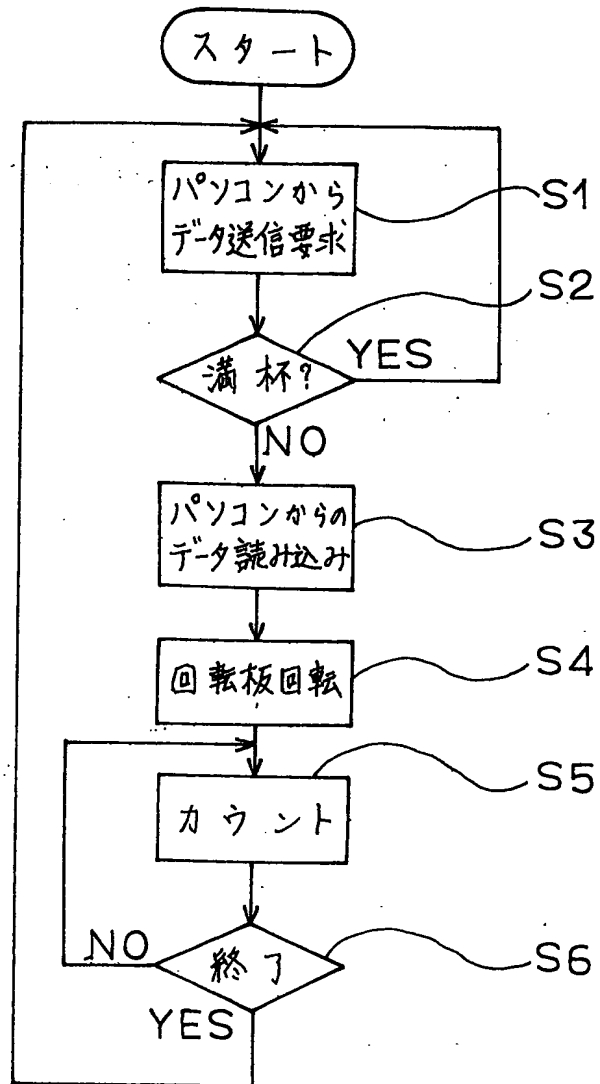 スタート
パソコンから
データ送信要求
S1
S2
満杯?
YES
NO
パソコンからの
データ読み込み
S3
回転板回転
S4
カウント
S5
NO
終了
S6
YES